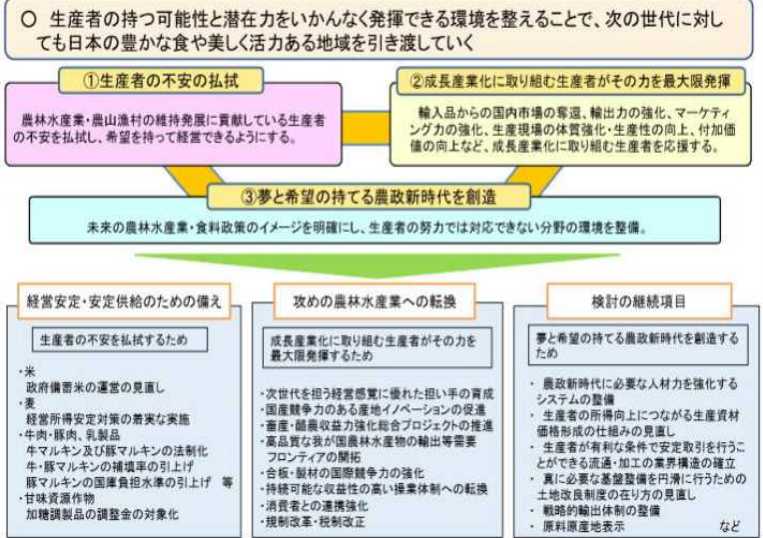 ○ 生産者の持つ可能性と潜在力をいかんなく発揮できる環境を整えることで、次の世代に対し
ても日本の豊かな食や美しく活力ある地域を引き渡していく
①生産者の不安の払拭
農林水産業・農山漁村の維持発展に貢献している生産者
の不安を払拭し、希望を持って経営できるようにする。
②成長産業化に取り組む生産者がその力を最大限発揮
輸入品からの国内市場の奪還、輸出力の強化、マーケティ
ング力の強化、生産現場の体質強化・生産性の向上、付加価
値の向上など、成長産業化に取り組む生産者を応援する。
③夢と希望の持てる農政新時代を創造
未来の農林水産業・食料政策のイメージを明確にし、生産者の努力では対応できない分野の環境を整備。
経営安定・安定供給のための備え
生産者の不安を払拭するため
・米
政府備蓄米の運営の見直し
・麦
経営所得安定対策の着実な実施
・牛肉・豚肉、乳製品
牛マルキン及び豚マルキンの法制化
牛・豚マルキンの補填率の引上げ
豚マルキンの国庫負担水準の引上げ 等
・甘味資源作物
加糖調製品の調整金の対象化
攻めの農林水産業への転換
成長産業化に取り組む生産者がその力を
最大限発揮するため
・次世代を担う経営感覚に優れた担い手の育成
・国産競争力のある産地イノベーションの促進
・畜産・酪農収益力強化総合プロジェクトの推進
・高品質な我が国農林水産物の輸出等需要
フロンティアの開拓
・合板・製材の国際競争力の強化
・持続可能な収益性の高い操業体制への転換
・消費者との連携強化
・規制改革・税制改正
検討の継続項目
夢と希望の持てる農政新時代を創造する
ため
・ 農政新時代に必要な人材力を強化する
システムの整備
・ 生産者の所得向上につながる生産資材
価格形成の仕組みの見直し
・ 生産者が有利な条件で安定取引を行うこ
とができる流通・加工の業界構造の確立
・ 真に必要な基盤整備を円滑に行うための
土地改良制度の在り方の見直し
・ 戦略的輸出体制の整備
・ 原料原産地表示 など